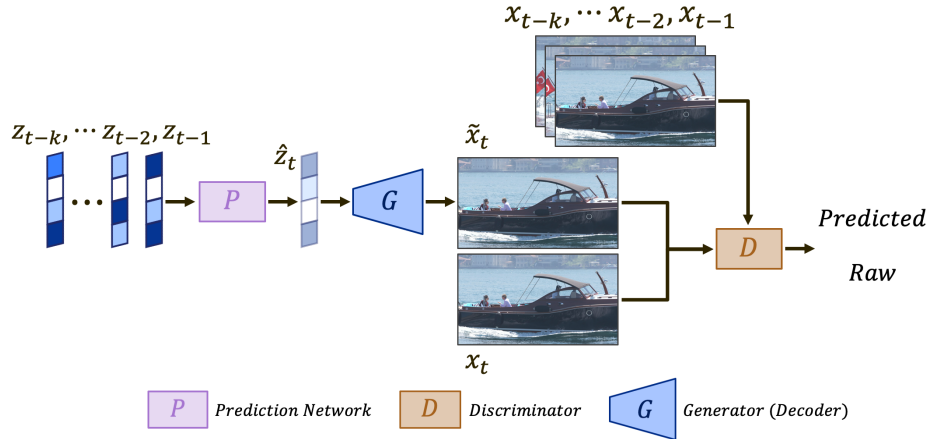 x_{t−k}, ⋯ x_{t−2}, x_{t−1}
z_{t−k}, ⋯ z_{t−2}, z_{t−1}
ẑ_t
x̃_t
P
G
D
Predicted
Raw
x_t
P Prediction Network
D Discriminator
G Generator (Decoder)